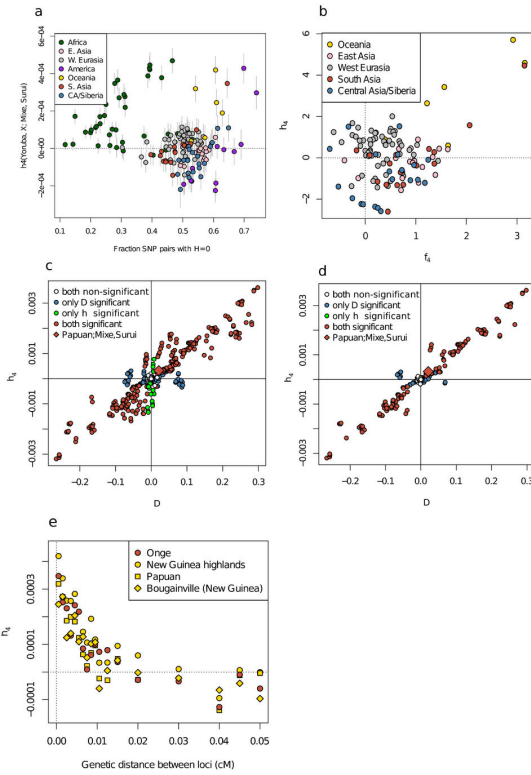 a
h4(Yoruba, X; Mixe, Surui)
6e−04
4e−04
2e−04
0e+00
−2e−04
Africa
E. Asia
W. Eurasia
America
Oceania
S. Asia
CA/Siberia
0.1 0.2 0.3 0.4 0.5 0.6 0.7
Fraction SNP pairs with H=0
b
h4
6
4
2
0
−2
Oceania
East Asia
West Eurasia
South Asia
Central Asia/Siberia
0 1 2 3
f4
c
h4
0.003
0.001
−0.001
−0.003
both non−significant
only D significant
only h significant
both significant
Papuan;Mixe,Surui
−0.2 −0.1 0.0 0.1 0.2 0.3
D
d
h4
0.003
0.001
−0.001
−0.003
both non−significant
only D significant
only h significant
both significant
Papuan;Mixe,Surui
−0.2 −0.1 0.0 0.1 0.2 0.3
D
e
h4
0.0003
0.0001
−0.0001
Onge
New Guinea highlands
Papuan
Bougainville (New Guinea)
0.00 0.01 0.02 0.03 0.04 0.05
Genetic distance between loci (cM)